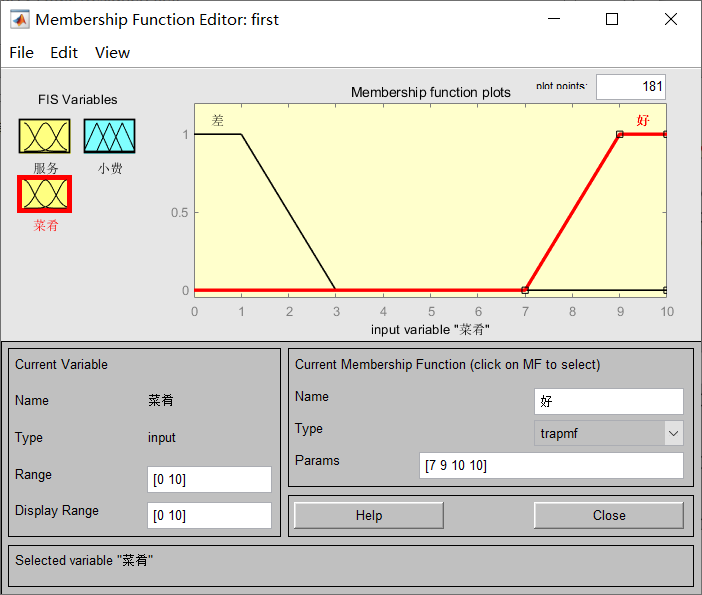 Membership Function Editor: first
File Edit View
FIS Variables
服务 小费
菜肴
Membership function plots
plot points: 181
差 好
1
0.5
0
0 1 2 3 4 5 6 7 8 9 10
input variable "菜肴"
Current Variable
Name 菜肴
Type input
Range [0 10]
Display Range [0 10]
Current Membership Function (click on MF to select)
Name 好
Type trapmf
Params [7 9 10 10]
Help Close
Selected variable "菜肴"